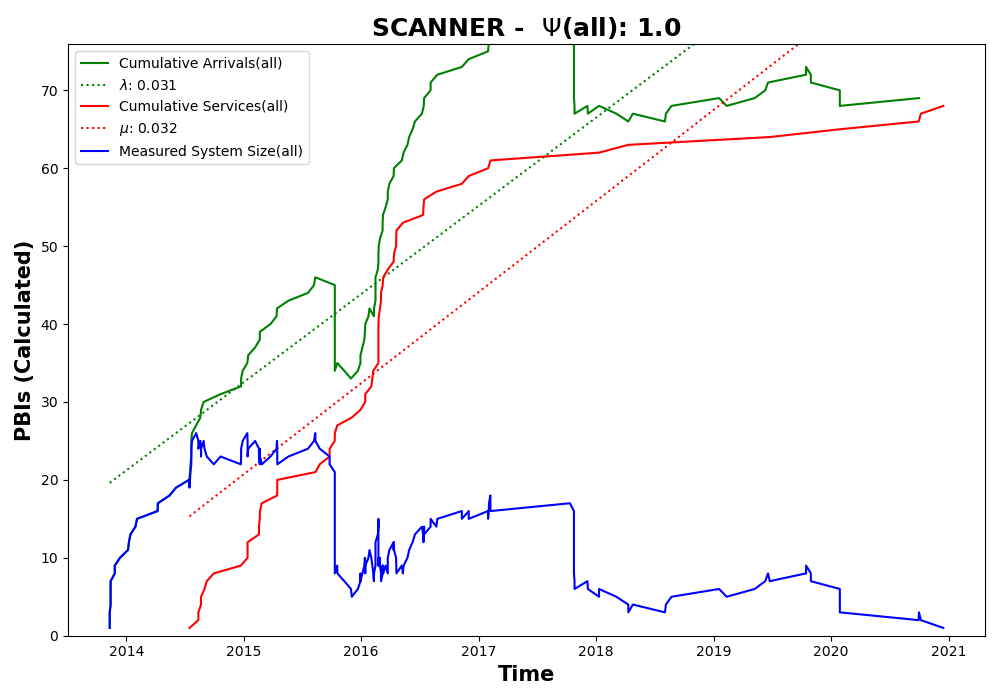 SCANNER - Ψ(all): 1.0
Cumulative Arrivals(all)
λ: 0.031
Cumulative Services(all)
μ: 0.032
Measured System Size(all)
PBIs (Calculated)
70
60
50
40
30
20
10
0
2014 2015 2016 2017 2018 2019 2020 2021
Time